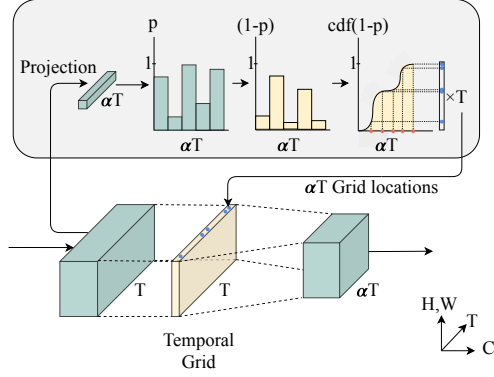 p
(1-p)
cdf(1-p)
1
1
1
Projection
αT
×T
αT
αT
αT
αT Grid locations
T
T
αT
Temporal
Grid
H,W
T
C